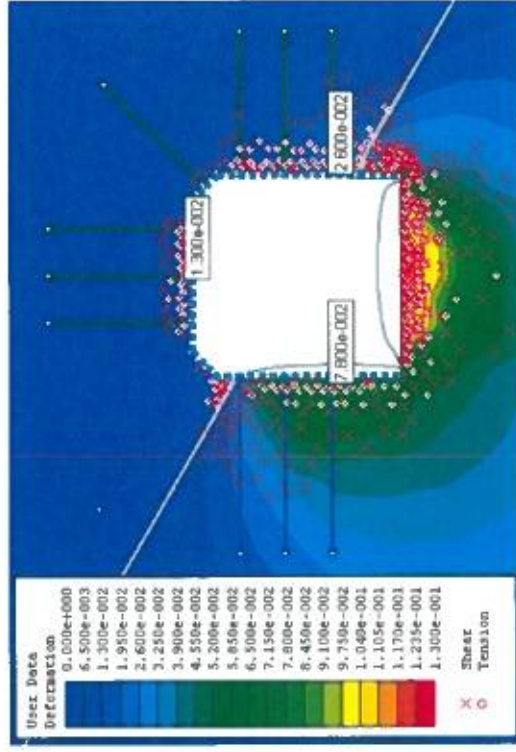 User Data
Deformation
0.000e+000
6.500e-003
1.300e-002
1.950e-002
2.600e-002
3.250e-002
3.900e-002
4.550e-002
5.200e-002
5.850e-002
6.500e-002
7.150e-002
7.800e-002
8.450e-002
9.100e-002
9.750e-002
1.040e-001
1.105e-001
1.170e-001
1.235e-001
1.300e-001
Shear
Tension
1.300e-002
7.800e-002
2.600e-002